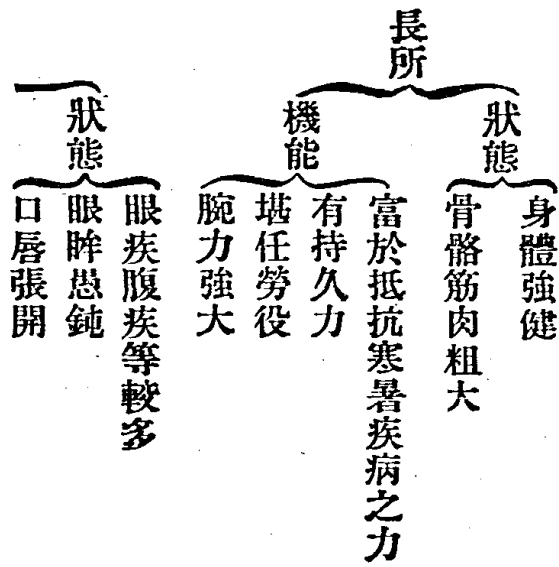 長所
狀態
身體強健
骨骼筋肉粗大
機能
富於抵抗寒暑疾病之力
有持久力
堪任勞役
腕力強大
狀態
眼疾腹疾等較多
眼眸愚鈍
口唇張開